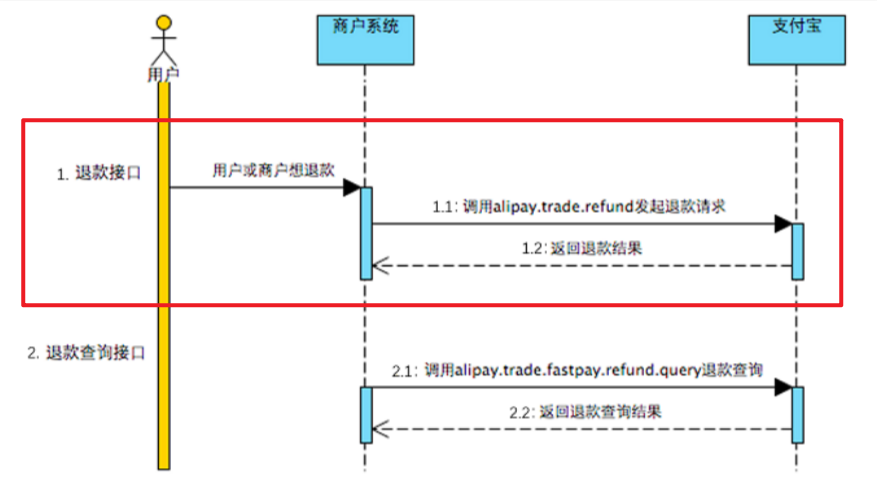 商户系统
支付宝
用户
1. 退款接口
用户或商户想退款
1.1: 调用alipay.trade.refund发起退款请求
1.2: 返回退款结果
2. 退款查询接口
2.1: 调用alipay.trade.fastpay.refund.query退款查询
2.2: 返回退款查询结果